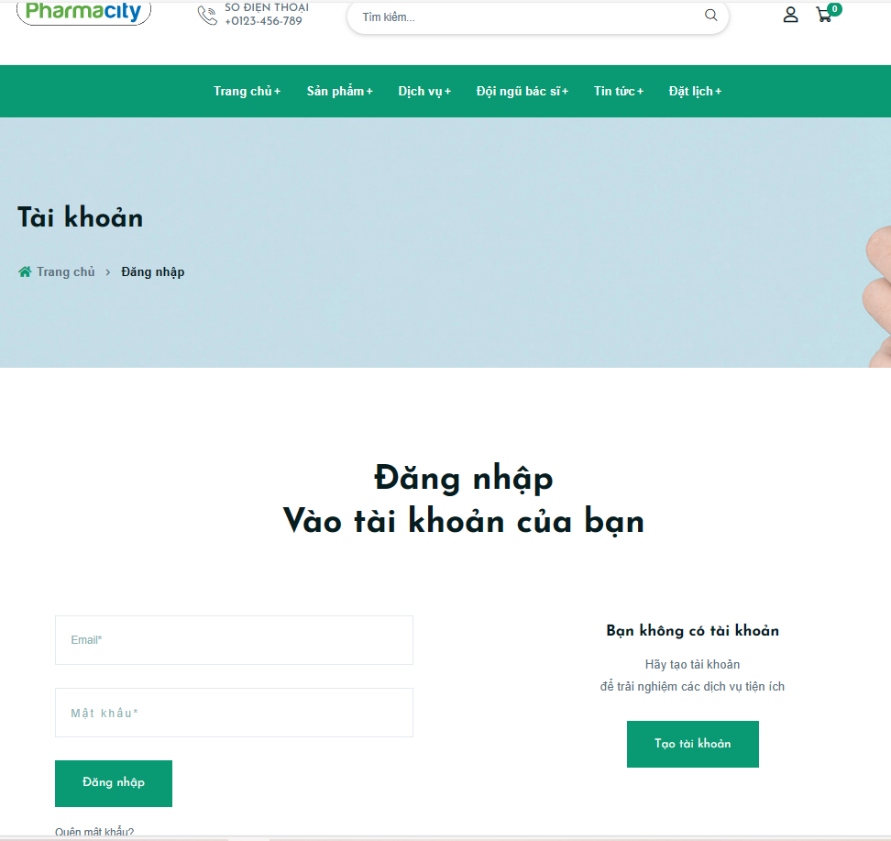 Pharmacity
SỐ ĐIỆN THOẠI
+0123-456-789
Tìm kiếm...
0
Trang chủ+ Sản phẩm+ Dịch vụ+ Đội ngũ bác sĩ+ Tin tức+ Đặt lịch+
Tài khoản
Trang chủ > Đăng nhập
Đăng nhập
Vào tài khoản của bạn
Email*
Mật khẩu*
Đăng nhập
Quên mật khẩu?
Bạn không có tài khoản
Hãy tạo tài khoản
để trải nghiệm các dịch vụ tiện ích
Tạo tài khoản